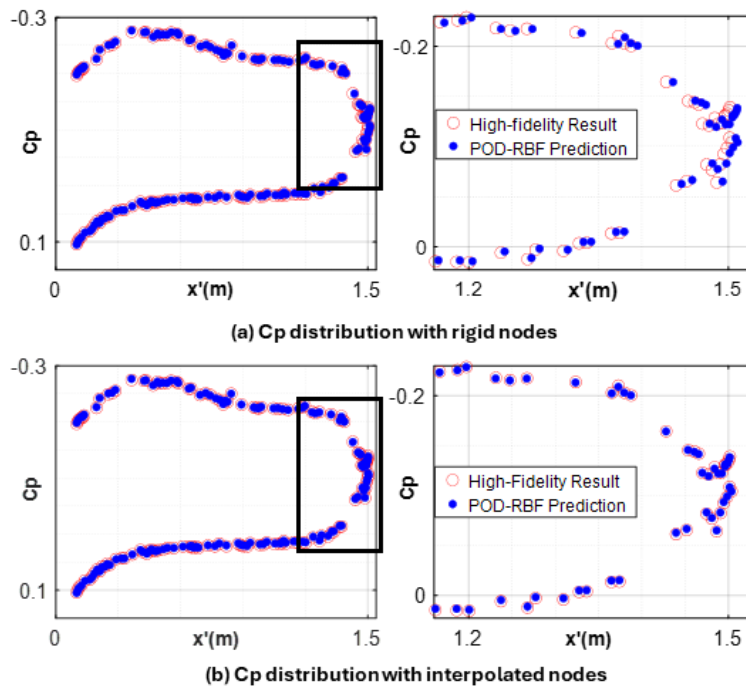 -0.3
Cp
0.1
0
x'(m)
1.5
-0.2
Cp
0
1.2
x'(m)
1.5
High-fidelity Result
POD-RBF Prediction
(a) Cp distribution with rigid nodes
-0.3
Cp
0.1
0
x'(m)
1.5
-0.2
Cp
0
1.2
x'(m)
1.5
High-Fidelity Result
POD-RBF Prediction
(b) Cp distribution with interpolated nodes